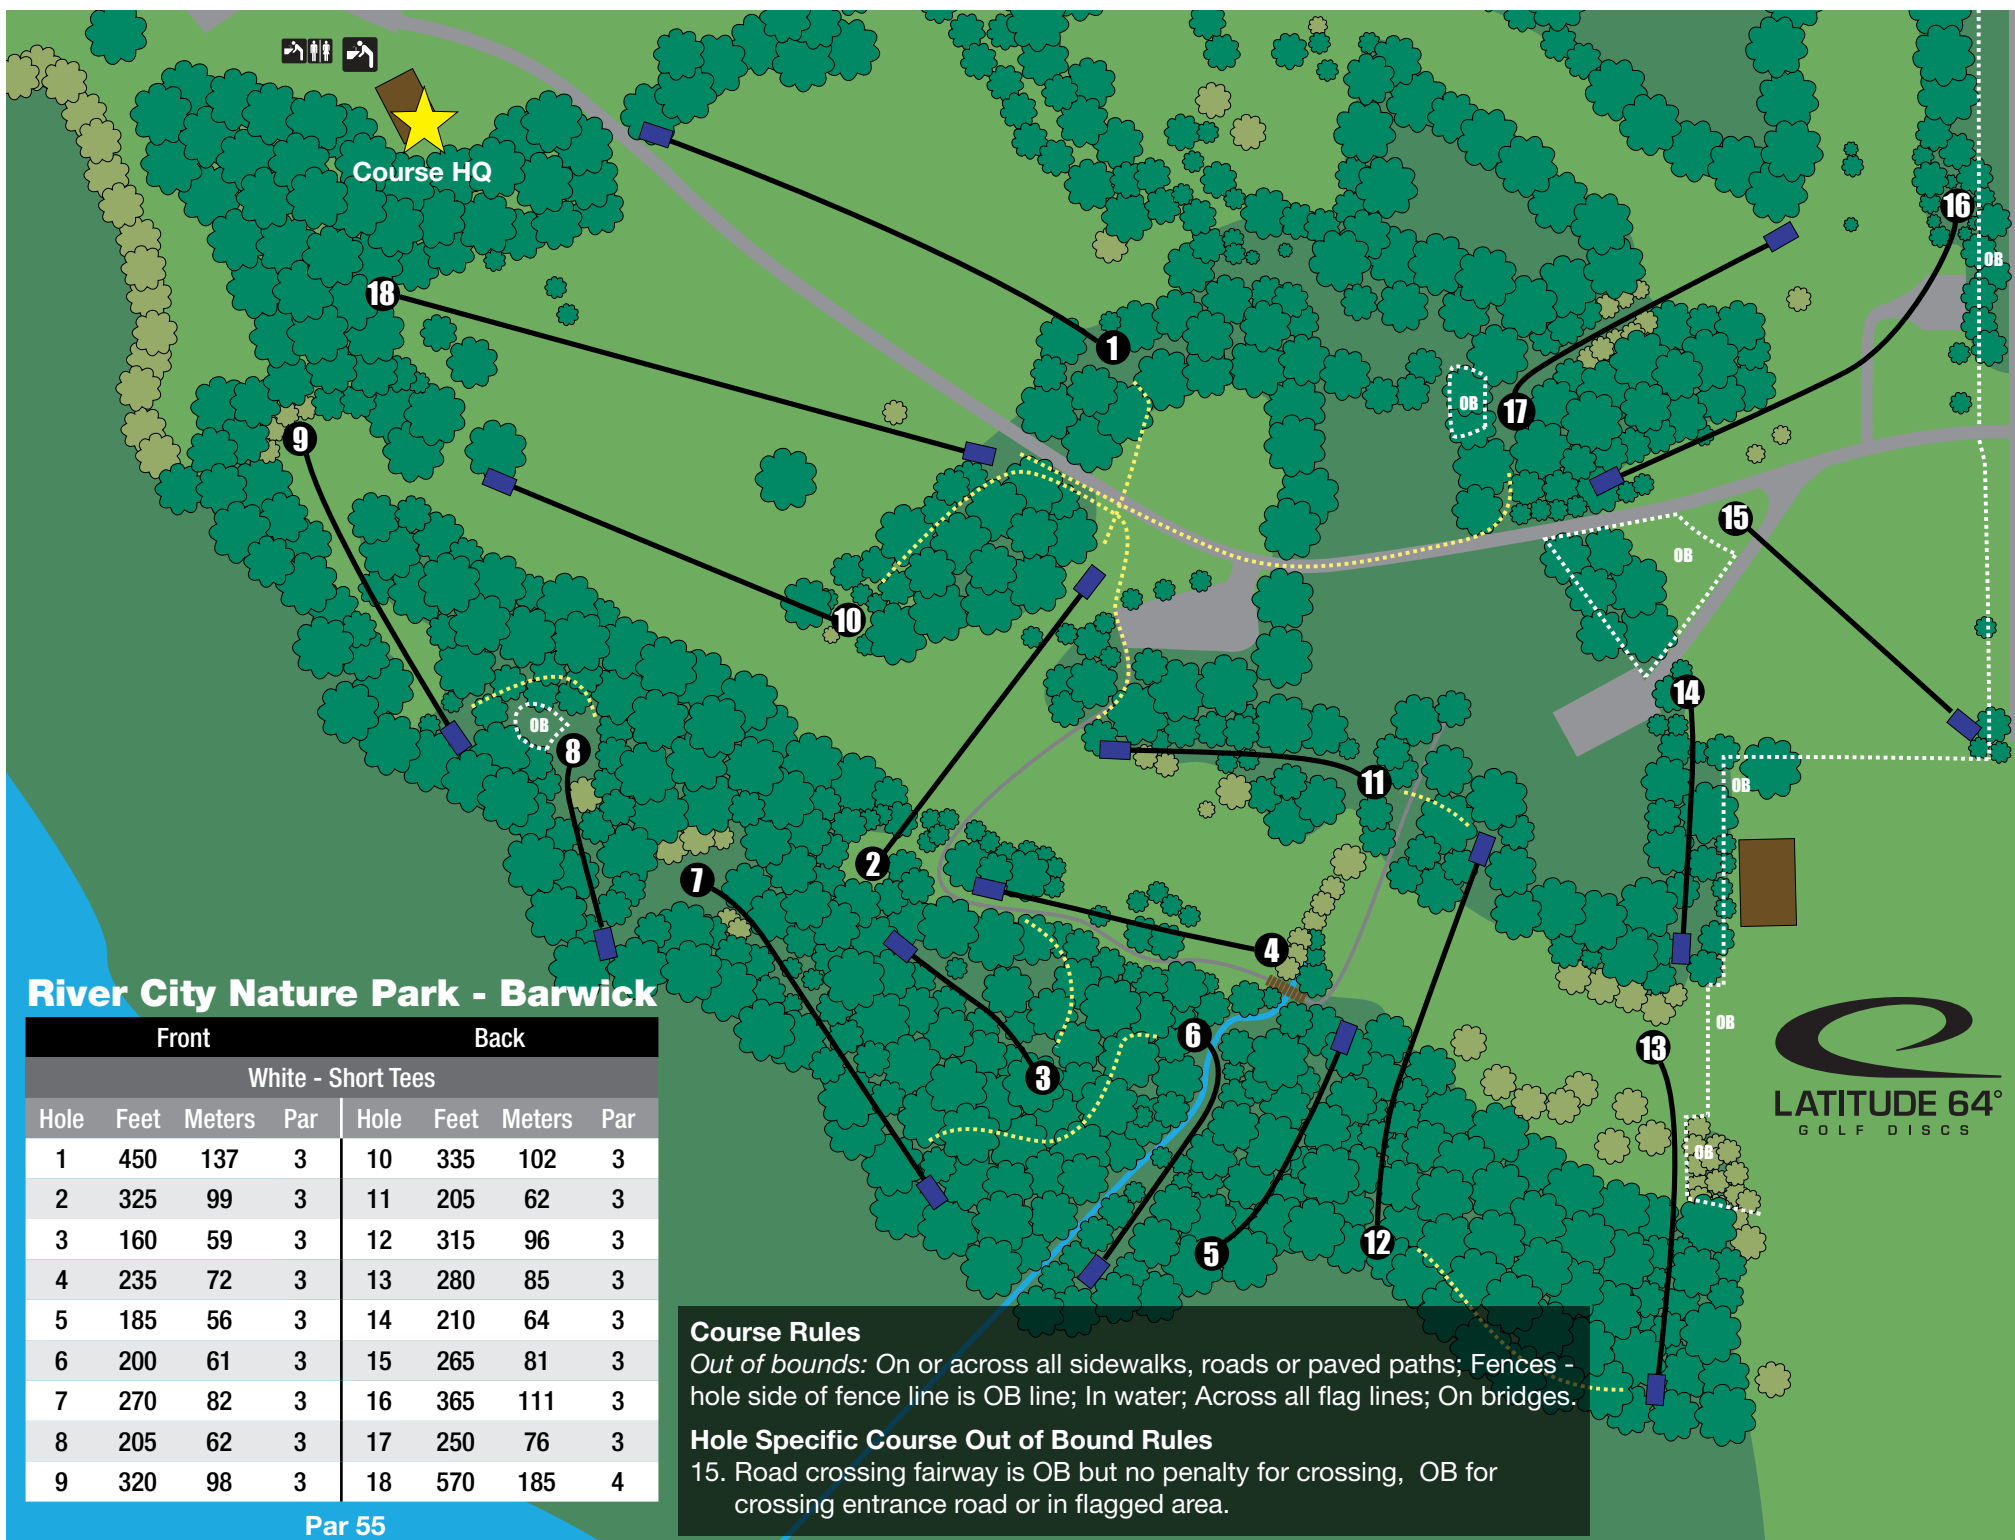 Course HQ
16
OB
18
1
OB
17
9
15
OB
10
14
OB
8
11
OB
2
7
4
River City Nature Park - Barwick
OB
6
13
3
LATITUDE 64°
GOLF DISCS
OB
5
12
Front Back
White - Short Tees
Hole Feet Meters Par Hole Feet Meters Par
1 450 137 3 10 335 102 3
2 325 99 3 11 205 62 3
3 160 59 3 12 315 96 3
4 235 72 3 13 280 85 3
5 185 56 3 14 210 64 3
6 200 61 3 15 265 81 3
7 270 82 3 16 365 111 3
8 205 62 3 17 250 76 3
9 320 98 3 18 570 185 4
Par 55
Course Rules
Out of bounds: On or across all sidewalks, roads or paved paths; Fences -
hole side of fence line is OB line; In water; Across all flag lines; On bridges.
Hole Specific Course Out of Bound Rules
15. Road crossing fairway is OB but no penalty for crossing, OB for
crossing entrance road or in flagged area.